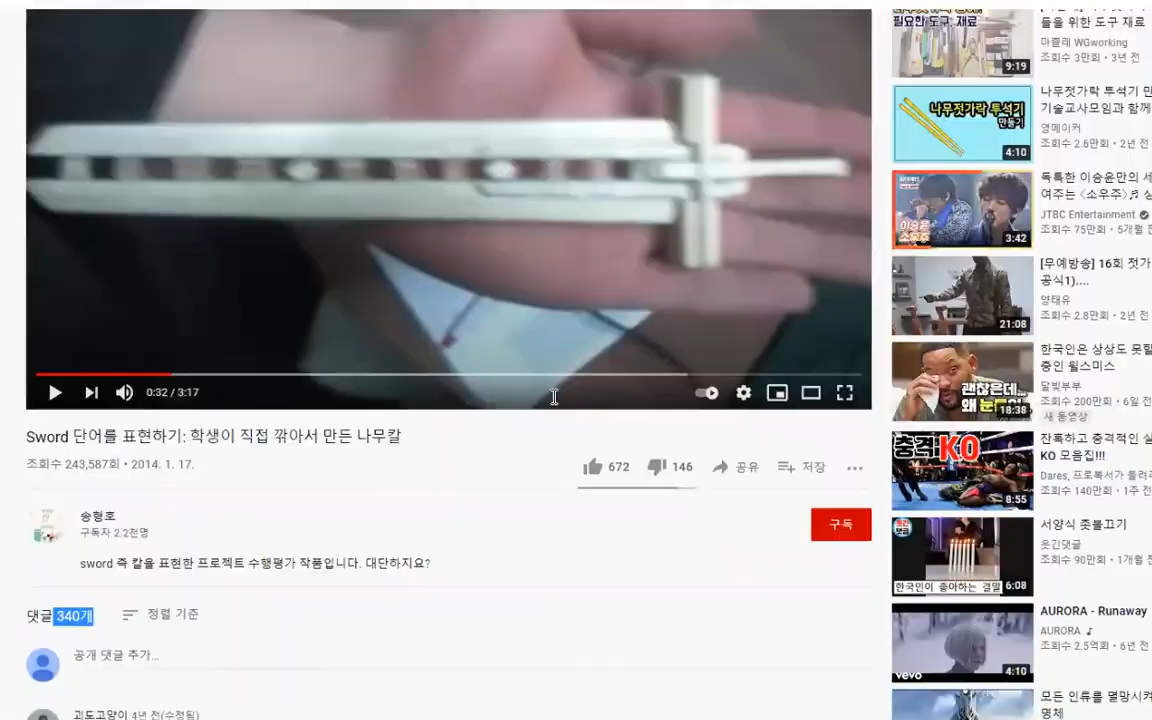 0:32 / 3:17
Sword 단어를 표현하기: 학생이 직접 깎아서 만든 나무칼
조회수 243,587회 • 2014. 1. 17.
672
146
공유
저장
송형호
구독자 2.2천명
구독
sword 즉 칼을 표현한 프로젝트 수행평가 작품입니다. 대단하지요?
댓글 340개
정렬 기준
공개 댓글 추가...
괴도고양이 4년 전(수정됨)
필요한 도구, 재료
9:19
들을 위한 도구 재료
마즐래 WGworking
조회수 3만회 • 3년 전
나무젓가락 투석기
만들기
4:10
나무젓가락 투석기 만
기술교사모임과 함께
영메이커
조회수 2.6만회 • 2년 전
이승윤
소우주
3:42
독특한 이승윤만의 세
여주는 〈소우주〉♬ 싱
JTBC Entertainment
조회수 75만회 • 5개월 전
21:08
[무예방송] 16회 젓가
공식1)....
양태유
조회수 2.8만회 • 2년 전
괜찮은데...
왜 눈물이
18:38
한국인은 상상도 못할
중인 윌스미스
달빛부부
조회수 200만회 • 6일 전
새 동영상
충격 KO
8:55
잔혹하고 충격적인 실
KO 모음집!!!
Dares, 프로복서가 들려주
조회수 140만회 • 1주 전
한국인이 좋아하는 결말
6:08
서양식 촛불끄기
웃긴댓글
조회수 90만회 • 1개월 전
vevo
4:10
AURORA - Runaway
AURORA
조회수 2.5억회 • 6년 전
모든 인류를 멸망시켜
명체